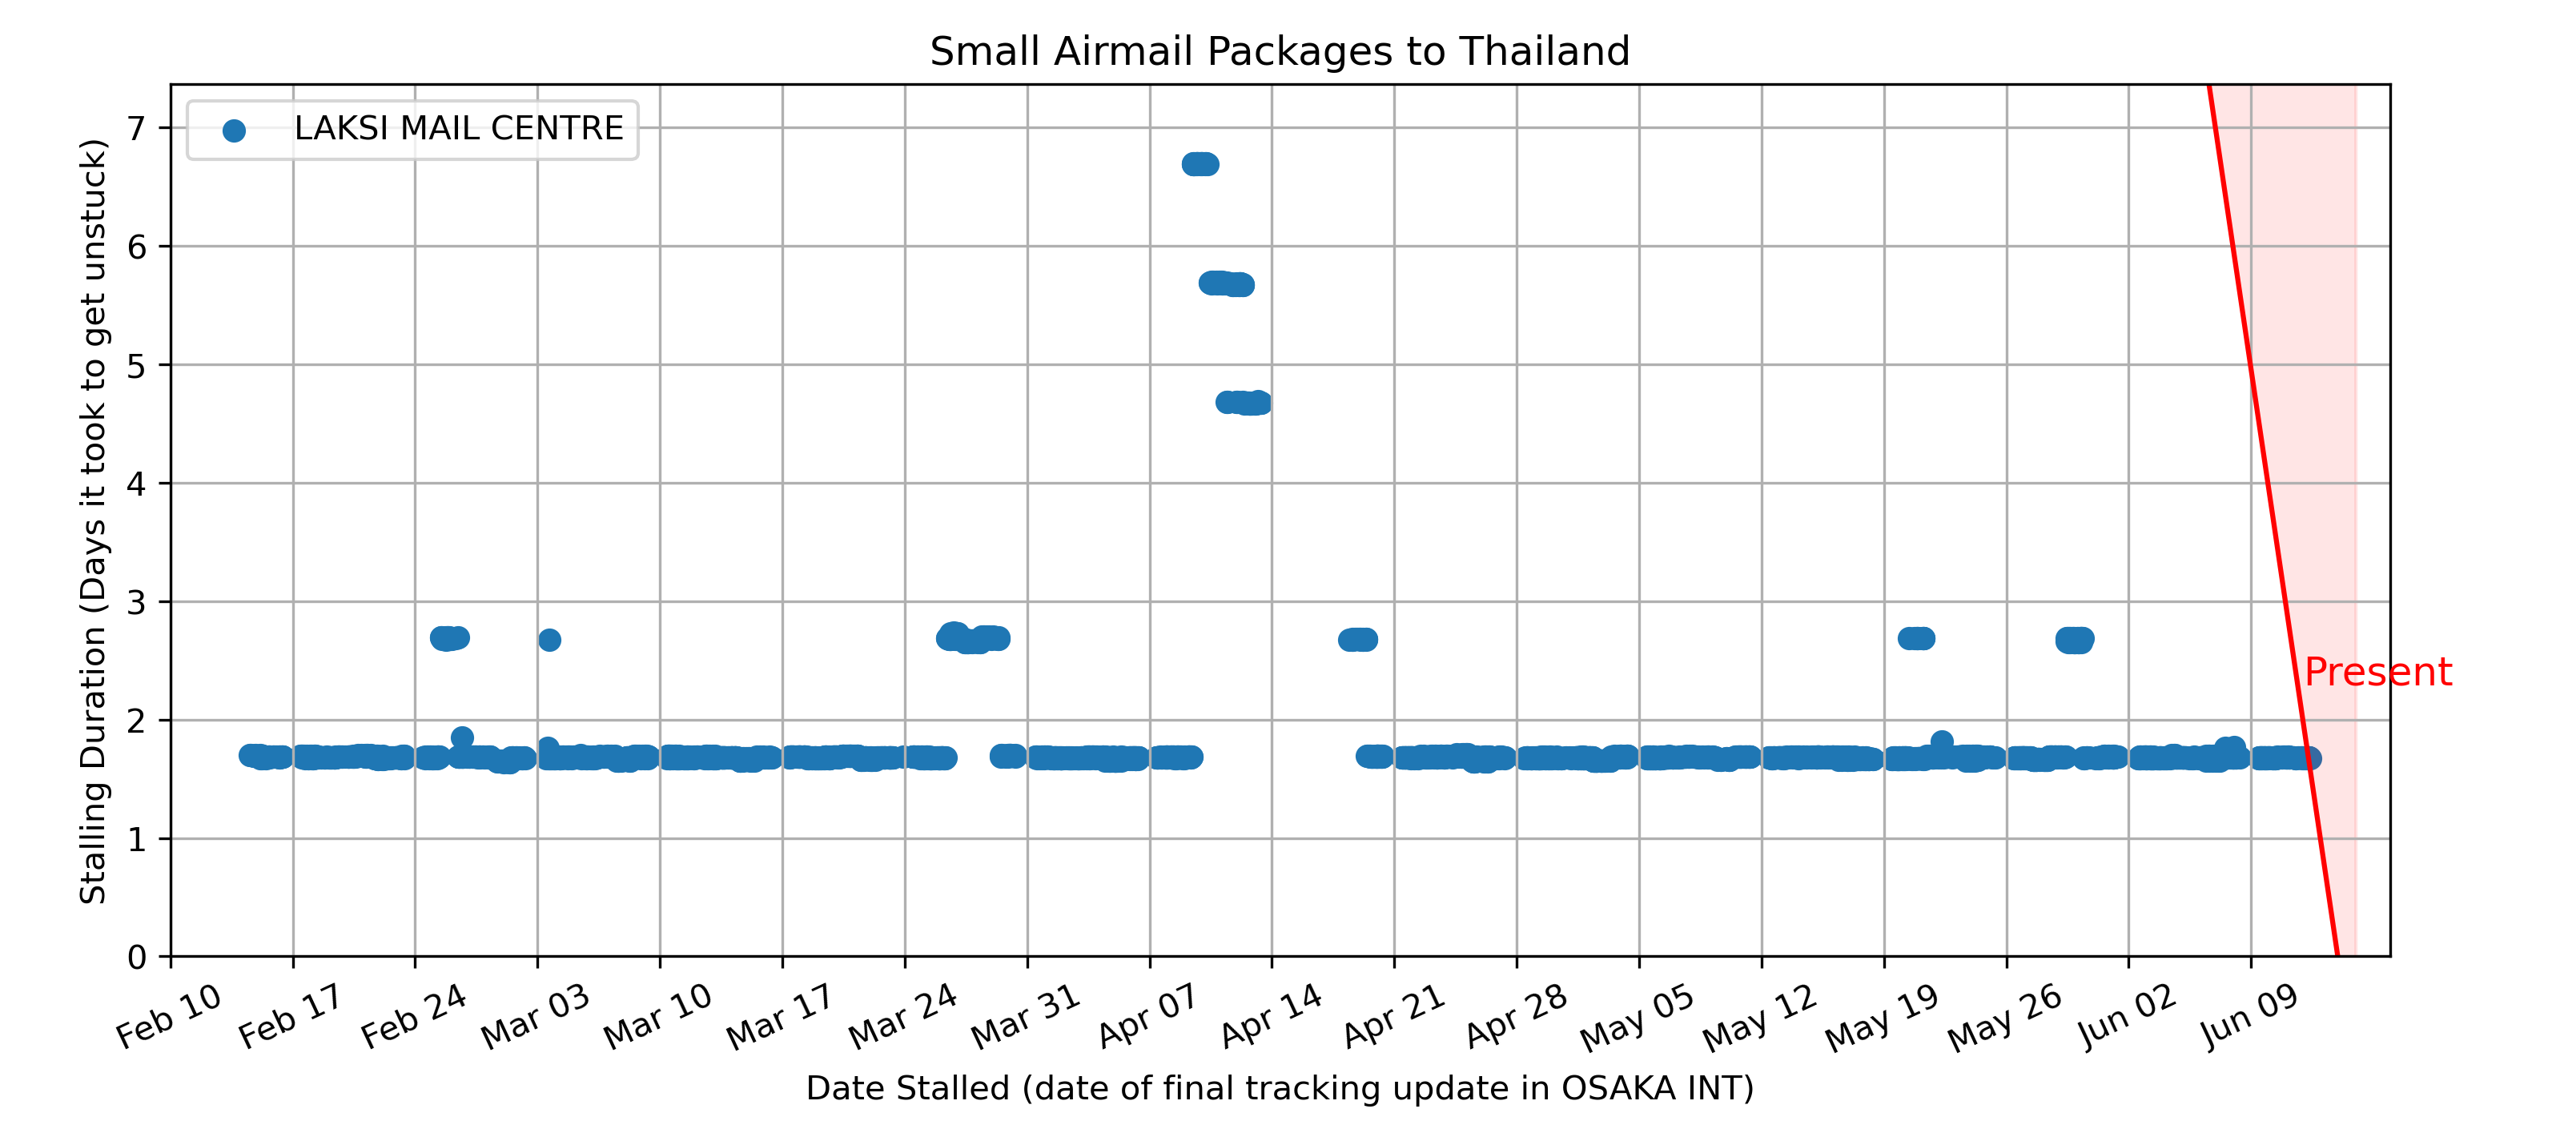 Small Airmail Packages to Thailand
LAKSI MAIL CENTRE
Stalling Duration (Days it took to get unstuck)
7
6
5
4
3
2
1
0
Present
Feb 10
Feb 17
Feb 24
Mar 03
Mar 10
Mar 17
Mar 24
Mar 31
Apr 07
Apr 14
Apr 21
Apr 28
May 05
May 12
May 19
May 26
Jun 02
Jun 09
Date Stalled (date of final tracking update in OSAKA INT)